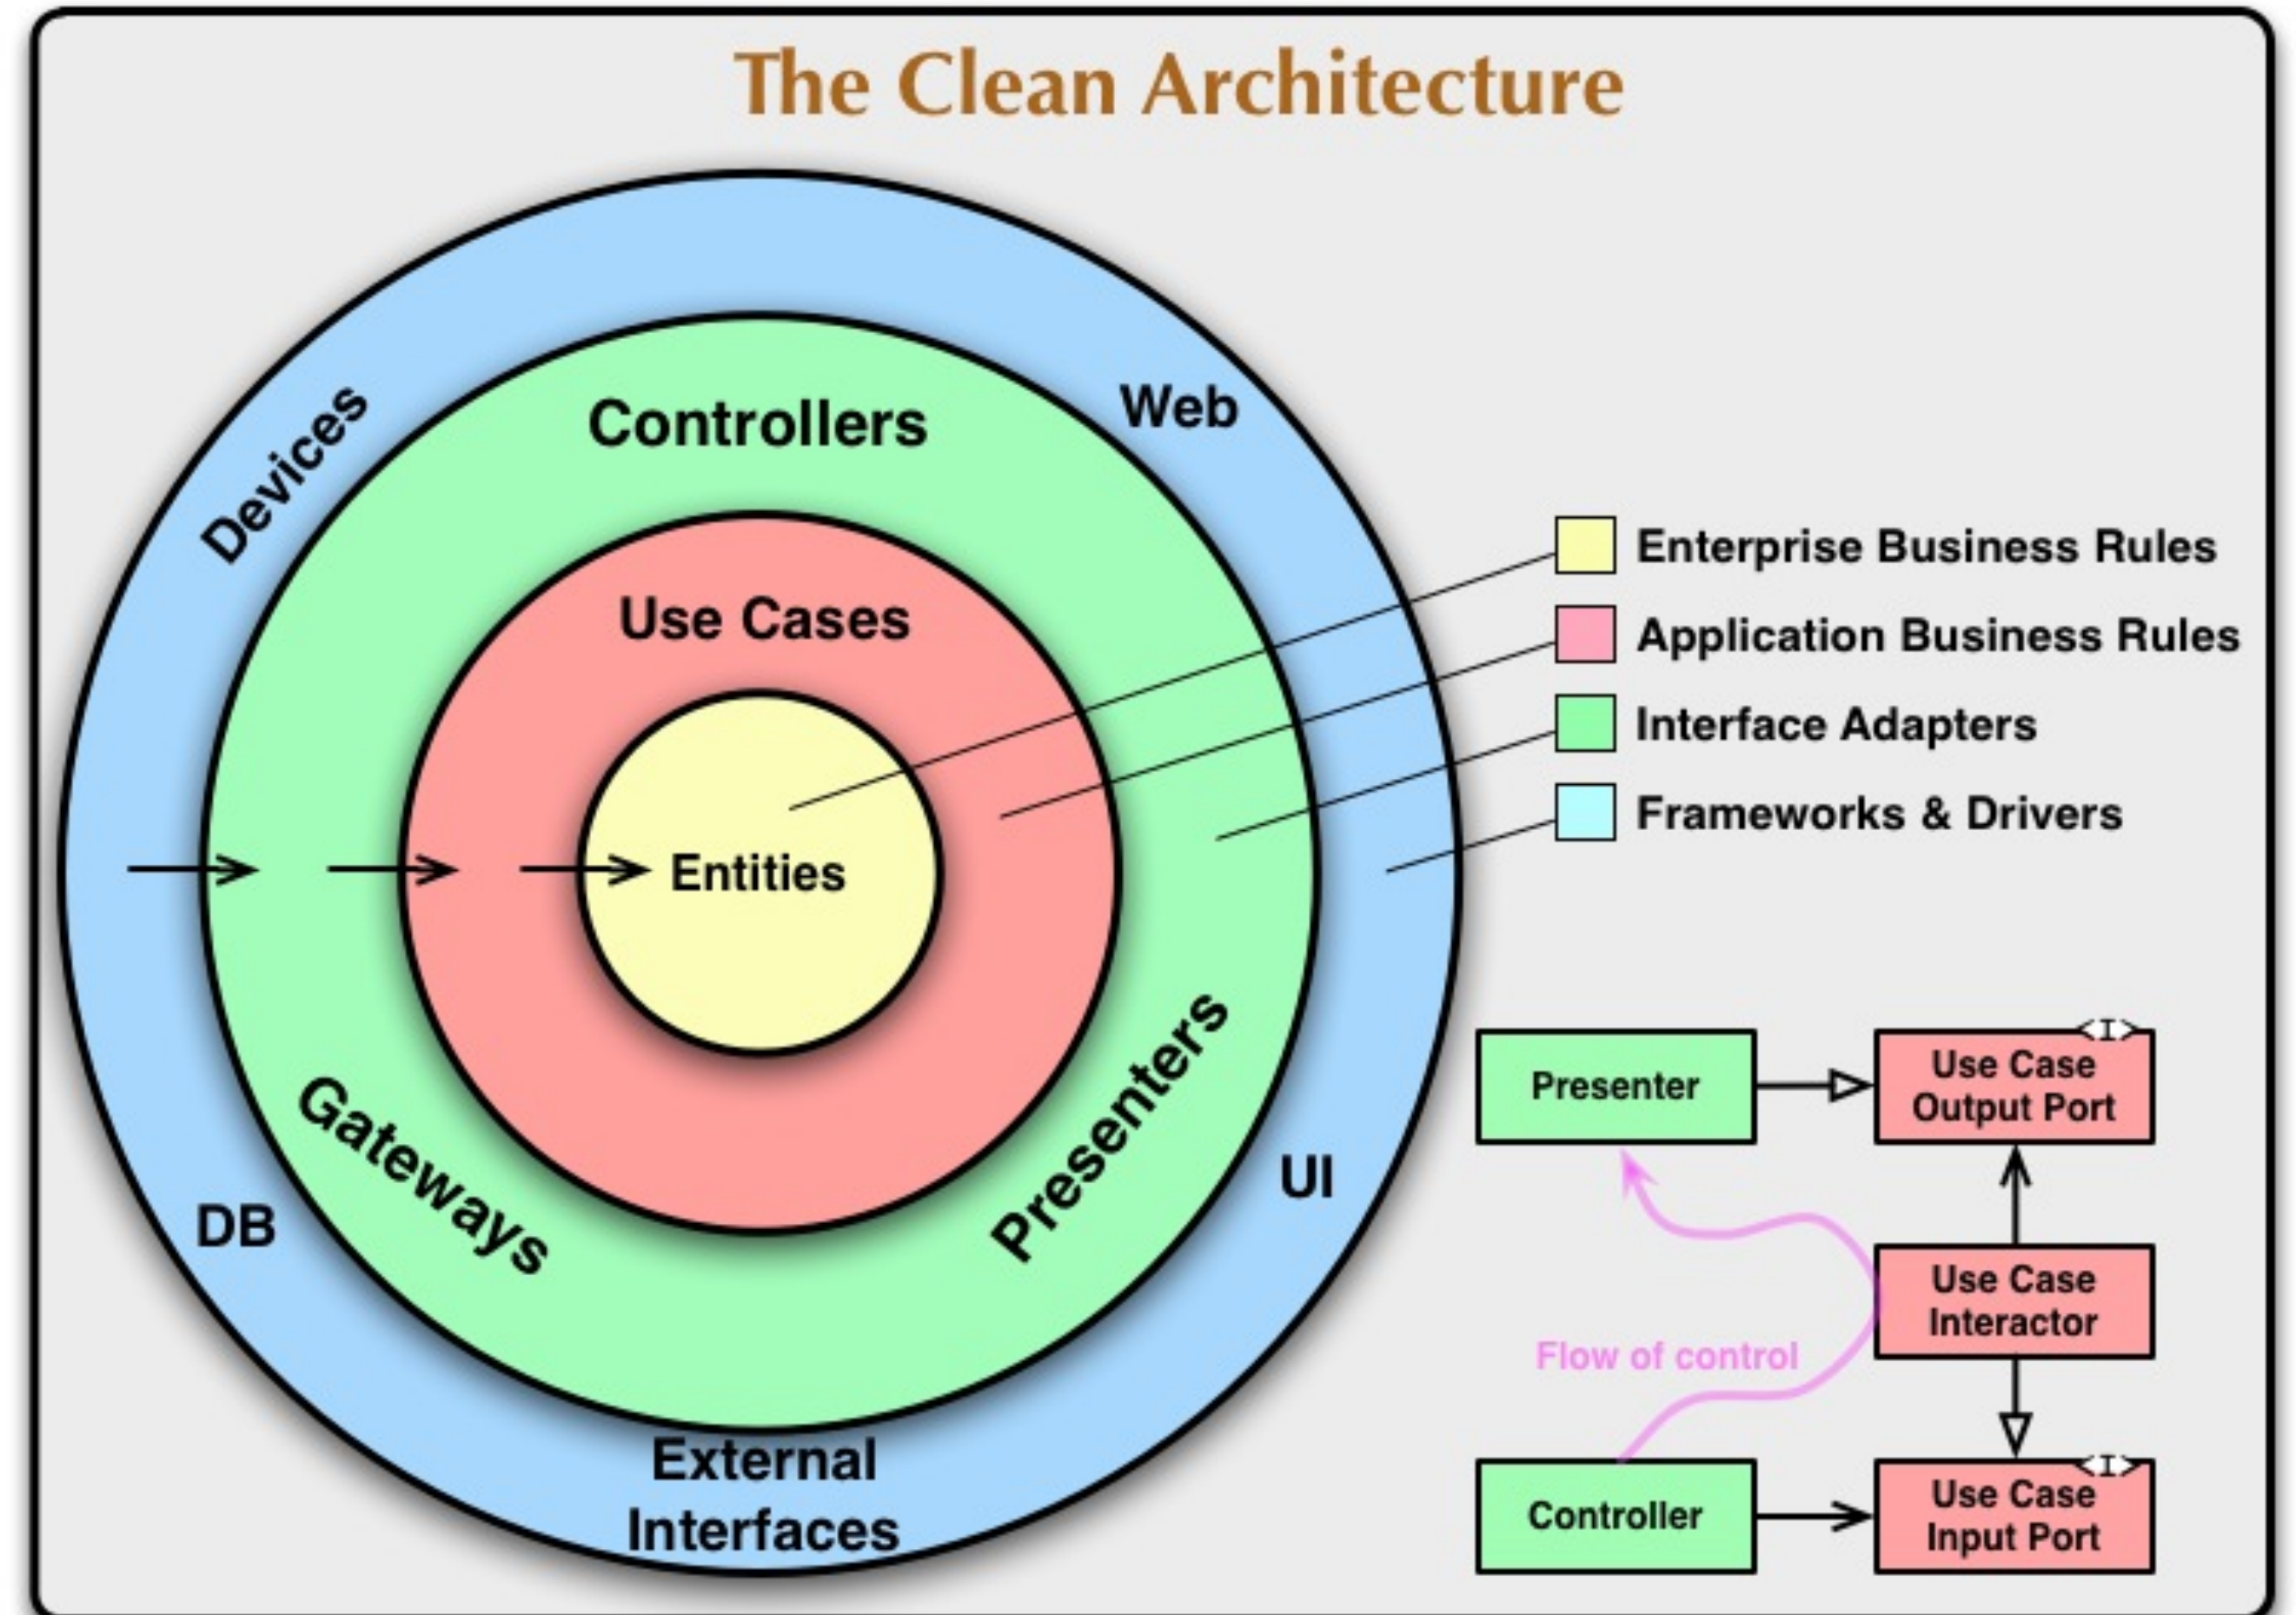 The Clean Architecture
Devices
Web
Controllers
Use Cases
Entities
Gateways
Presenters
DB
UI
External
Interfaces
Enterprise Business Rules
Application Business Rules
Interface Adapters
Frameworks & Drivers
Presenter
<I>
Use Case
Output Port
Use Case
Interactor
Flow of control
Controller
<I>
Use Case
Input Port